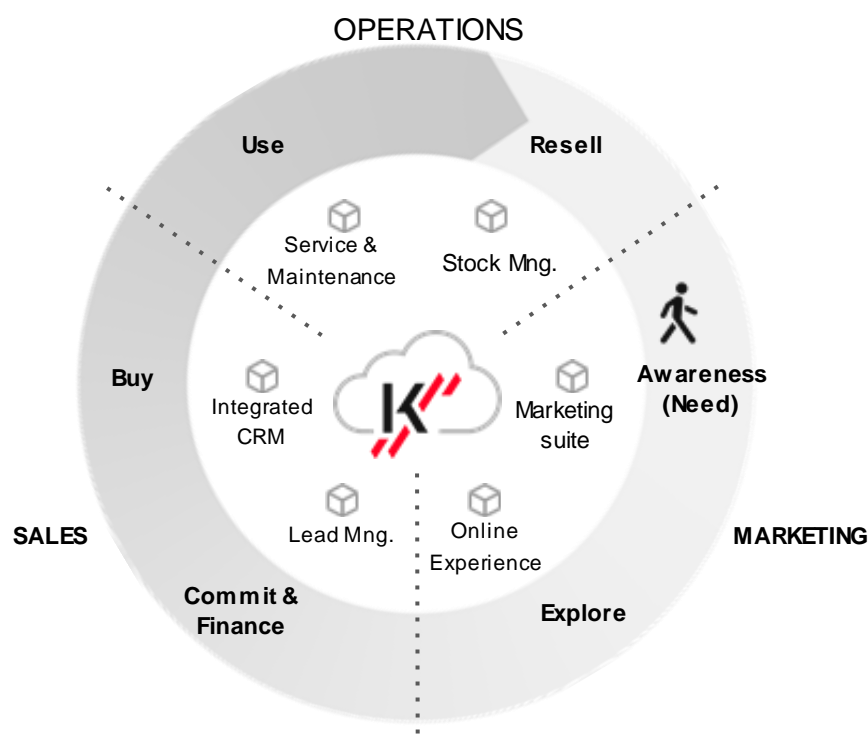 OPERATIONS
Use
Resell
Service &
Maintenance
Stock Mng.
Buy
Integrated
CRM
K
Marketing
suite
Awareness
(Need)
SALES
Lead Mng.
Online
Experience
MARKETING
Commit &
Finance
Explore